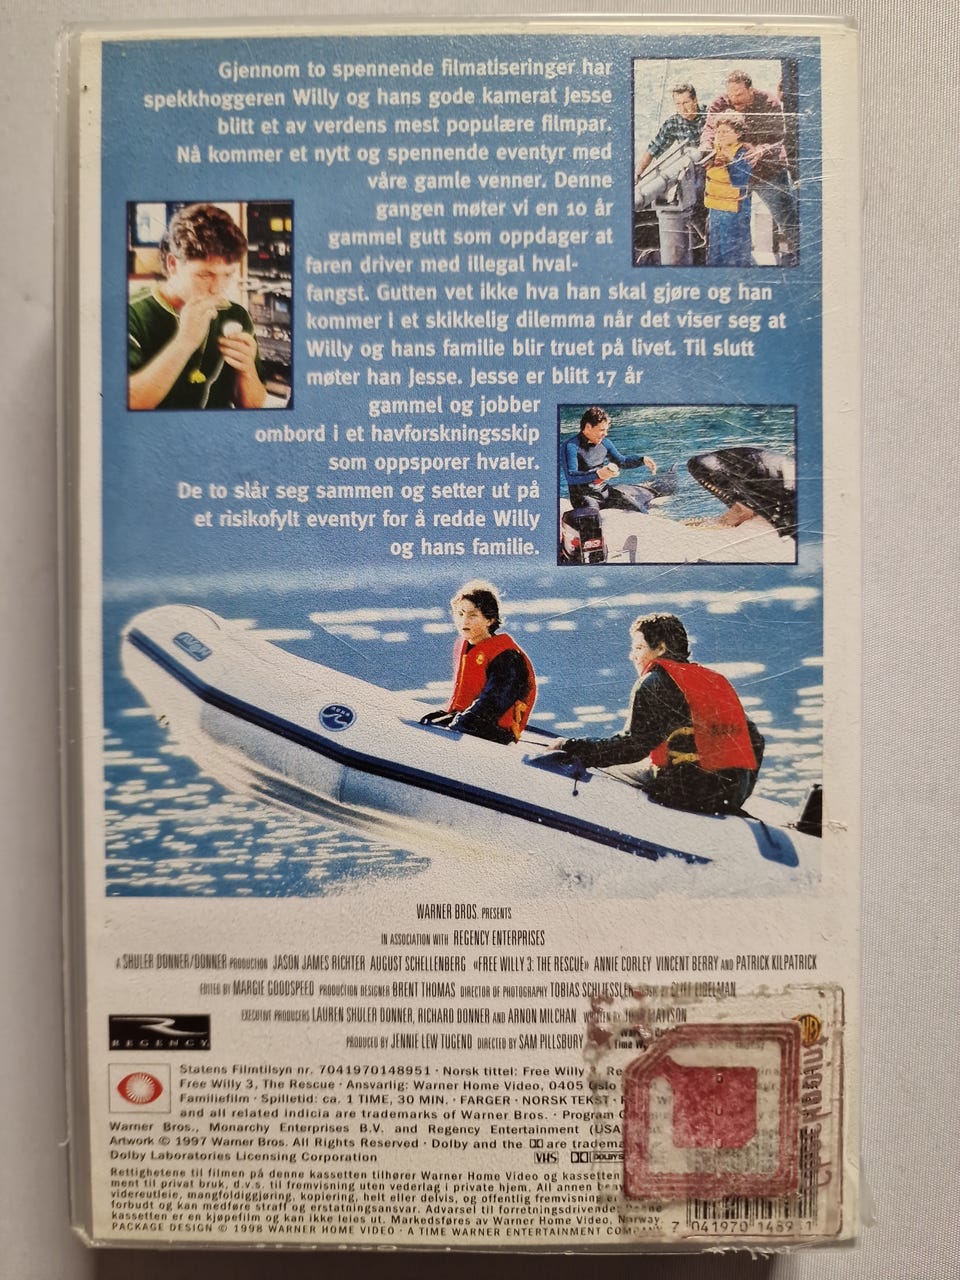 Gjennom to spennende filmatiseringer har
spekkhoggeren Willy og hans gode kamerat Jesse
blitt et av verdens mest populære filmpar.
Nå kommer et nytt og spennende eventyr med
våre gamle venner. Denne
gangen møter vi en 10 år
gammel gutt som oppdager at
faren driver med illegal hval-
fangst. Gutten vet ikke hva han skal gjøre og han
kommer i et skikkelig dilemma når det viser seg at
Willy og hans familie blir truet på livet. Til slutt
møter han Jesse. Jesse er blitt 17 år
gammel og jobber
ombord i et havforskningsskip
som oppsporer hvaler.
De to slår seg sammen og setter ut på
et risikofylt eventyr for å redde Willy
og hans familie.
WARNER BROS. PRESENTS
IN ASSOCIATION WITH REGENCY ENTERPRISES
A SHULER DONNER/DONNER PRODUCTION JASON JAMES RICHTER AUGUST SCHELLENBERG «FREE WILLY 3: THE RESCUE» ANNIE CORLEY VINCENT BERRY AND PATRICK KILPATRICK
EDITED BY MARGIE GOODSPEED PRODUCTION DESIGNER BRENT THOMAS DIRECTOR OF PHOTOGRAPHY TOBIAS SCHLIESSLER MUSIC BY CLIFF EIDELMAN
EXECUTIVE PRODUCERS LAUREN SHULER DONNER, RICHARD DONNER AND ARNON MILCHAN WRITTEN BY JOHN MATTSON
PRODUCED BY JENNIE LEW TUGEND DIRECTED BY SAM PILLSBURY
REGENCY
Statens Filmtilsyn nr. 7041970148951 · Norsk tittel: Free Willy 3,
Free Willy 3, The Rescue · Ansvarlig: Warner Home Video, 0405 Oslo
Familiefilm · Spilletid: ca. 1 TIME, 30 MIN. · FARGER · NORSK TEKST ·
and all related indicia are trademarks of Warner Bros. · Program
Warner Bros., Monarchy Enterprises B.V. and Regency Entertainment (USA)
Artwork © 1997 Warner Bros. All Rights Reserved · Dolby and the DD are
Dolby Laboratories Licensing Corporation
VHS DOLBY
Rettighetene til filmen på denne kassetten tilhører Warner Home Video og kassetten
ment til privat bruk, d.v.s. til fremvisning uten vederlag i private hjem. All annen
videreutleie, mangfoldiggjøring, kopiering, helt eller delvis, og offentlig fremvisning er
forbudt og kan medføre straff og erstatningsansvar. Advarsel til forretningsdrivende: Denne
kassetten er en kjøpefilm og kan ikke leies ut. Markedsføres av Warner Home Video, Norway.
PACKAGE DESIGN © 1998 WARNER HOME VIDEO · A TIME WARNER ENTERTAINMENT COMPANY
7 041970 148951